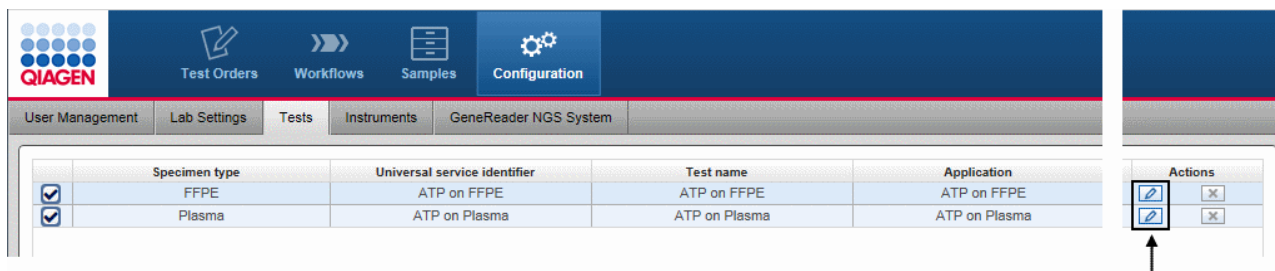 QIAGEN
Test Orders Workflows Samples Configuration
User Management Lab Settings Tests Instruments GeneReader NGS System
Specimen type Universal service identifier Test name Application Actions
FFPE ATP on FFPE ATP on FFPE ATP on FFPE
Plasma ATP on Plasma ATP on Plasma ATP on Plasma